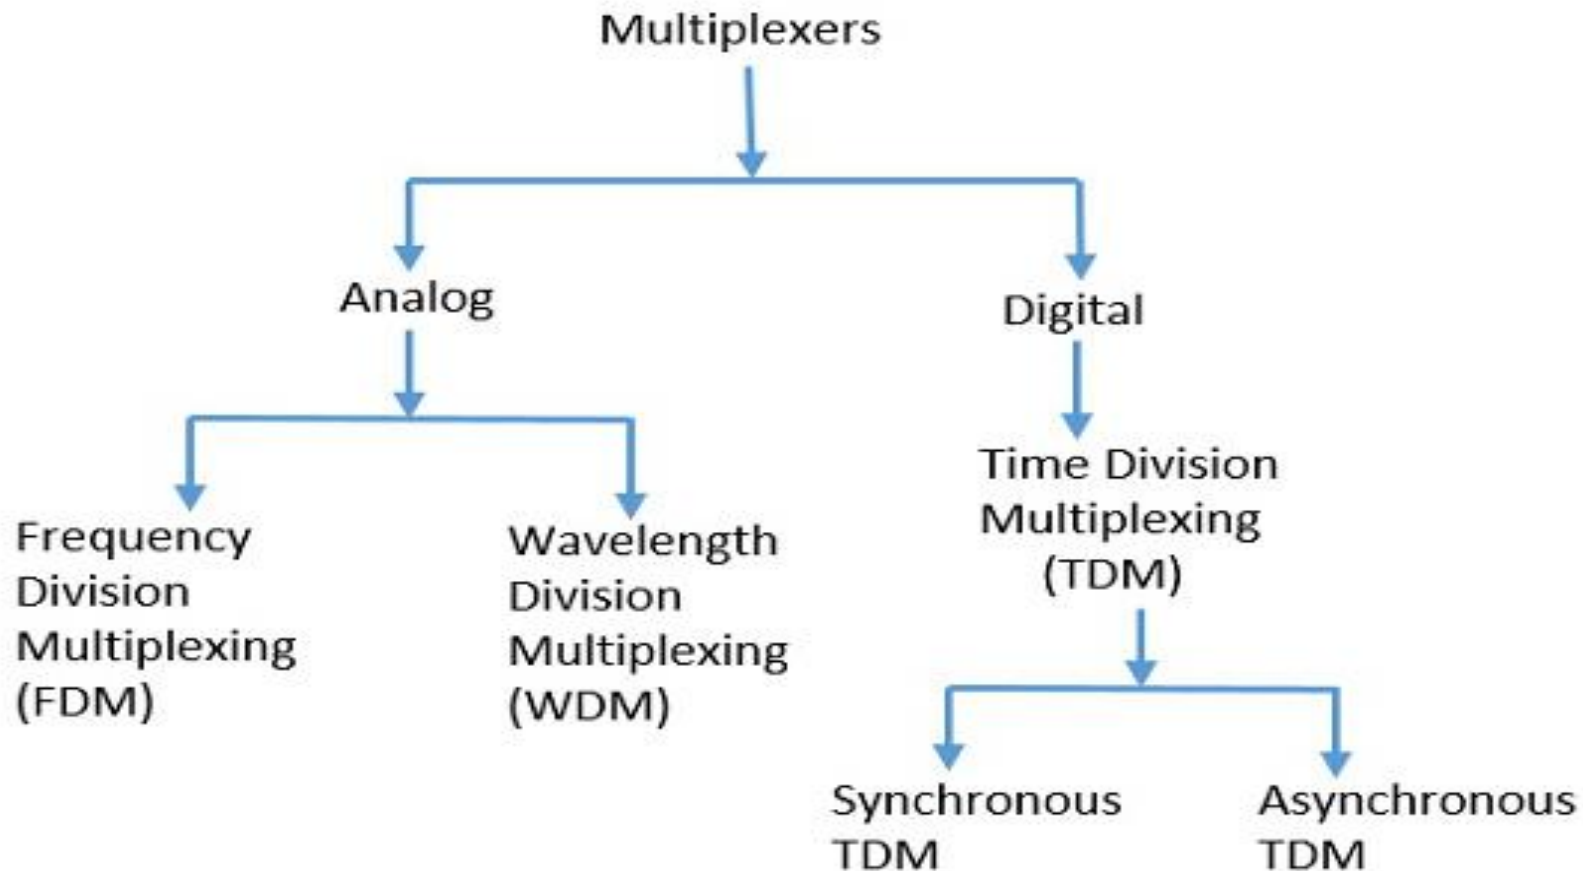 Multiplexers
Analog
Digital
Frequency
Division
Multiplexing
(FDM)
Wavelength
Division
Multiplexing
(WDM)
Time Division
Multiplexing
(TDM)
Synchronous
TDM
Asynchronous
TDM